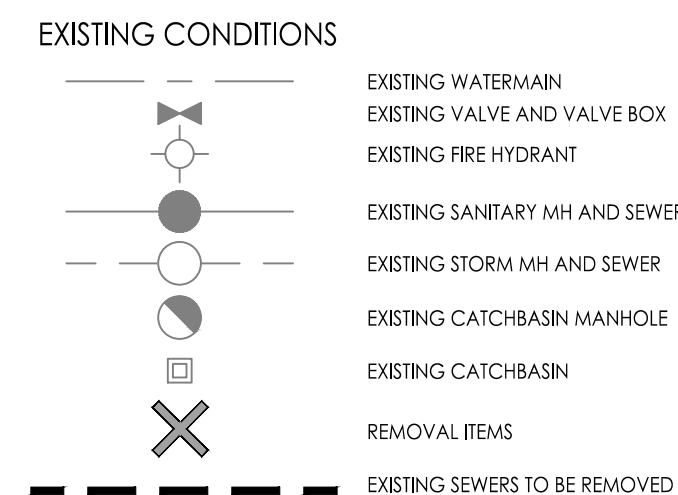 EXISTING CONDITIONS
EXISTING WATERMAIN
EXISTING VALVE AND VALVE BOX
EXISTING FIRE HYDRANT
EXISTING SANITARY MH AND SEWER
EXISTING STORM MH AND SEWER
EXISTING CATCHBASIN MANHOLE
EXISTING CATCHBASIN
REMOVAL ITEMS
EXISTING SEWERS TO BE REMOVED